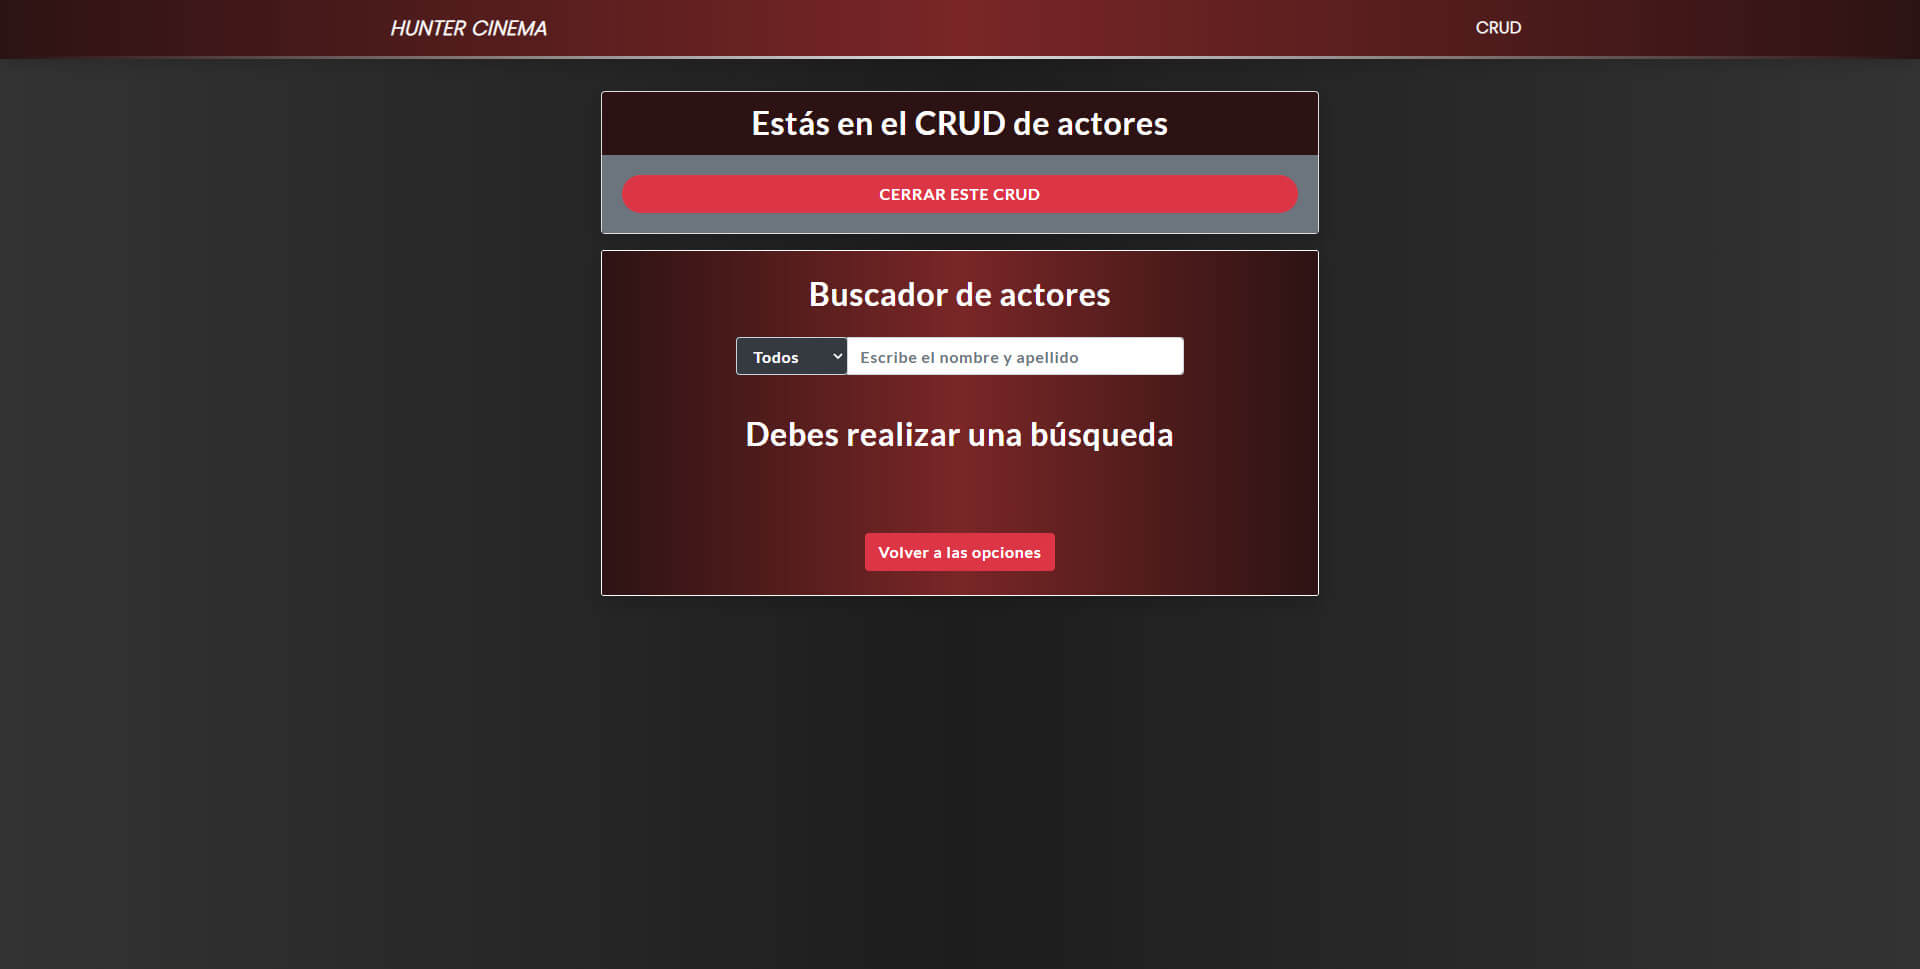 HUNTER CINEMA
CRUD
Estás en el CRUD de actores
CERRAR ESTE CRUD
Buscador de actores
Todos
Escribe el nombre y apellido
Debes realizar una búsqueda
Volver a las opciones